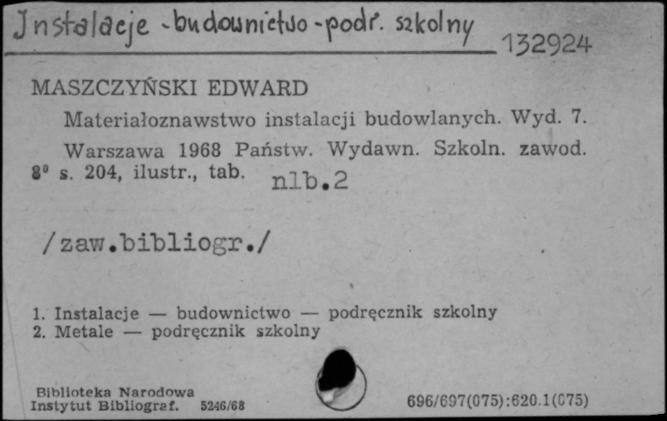 Instalacje - budownictwo - podr. szkolny
132924
MASZCZYŃSKI EDWARD
Materiałoznawstwo instalacji budowlanych. Wyd. 7.
Warszawa 1968 Państw. Wydawn. Szkoln. zawod.
8° s. 204, ilustr., tab. nlb.2
/zaw.bibliogr./
1. Instalacje — budownictwo — podręcznik szkolny
2. Metale — podręcznik szkolny
Biblioteka Narodowa
Instytut Bibliograf. 5246/68
696/697(075):620.1(075)